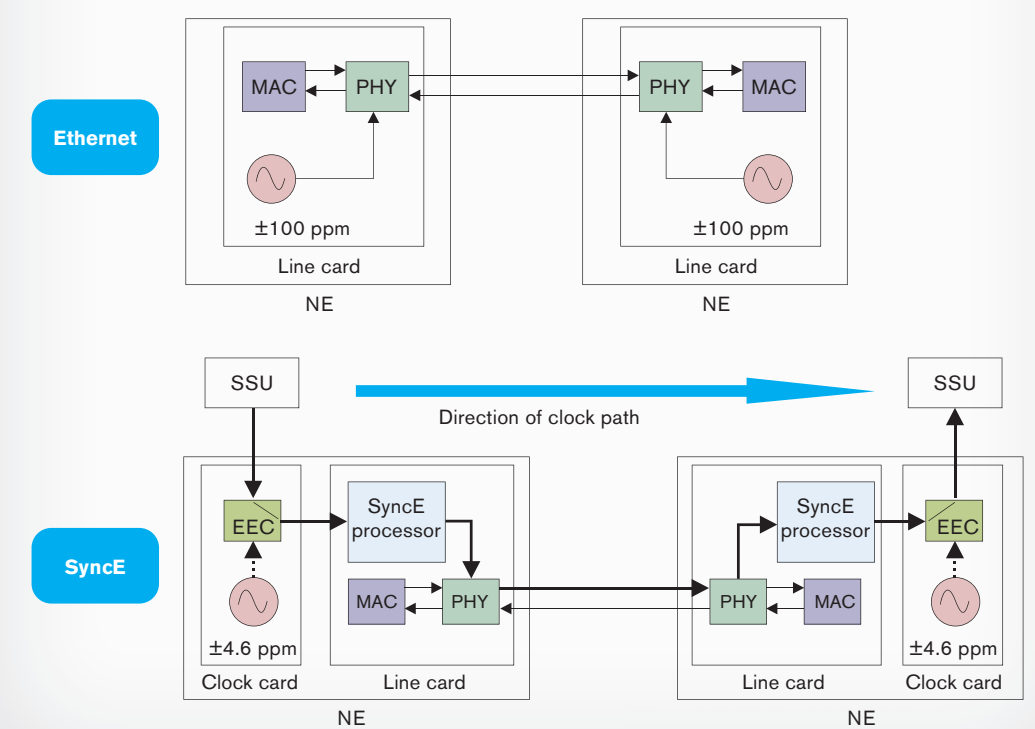 MAC
PHY
PHY
MAC
Ethernet
±100 ppm
±100 ppm
Line card
Line card
NE
NE
SSU
SSU
Direction of clock path
SyncE
processor
SyncE
processor
EEC
EEC
SyncE
MAC
PHY
PHY
MAC
±4.6 ppm
±4.6 ppm
Clock card
Line card
Line card
Clock card
NE
NE